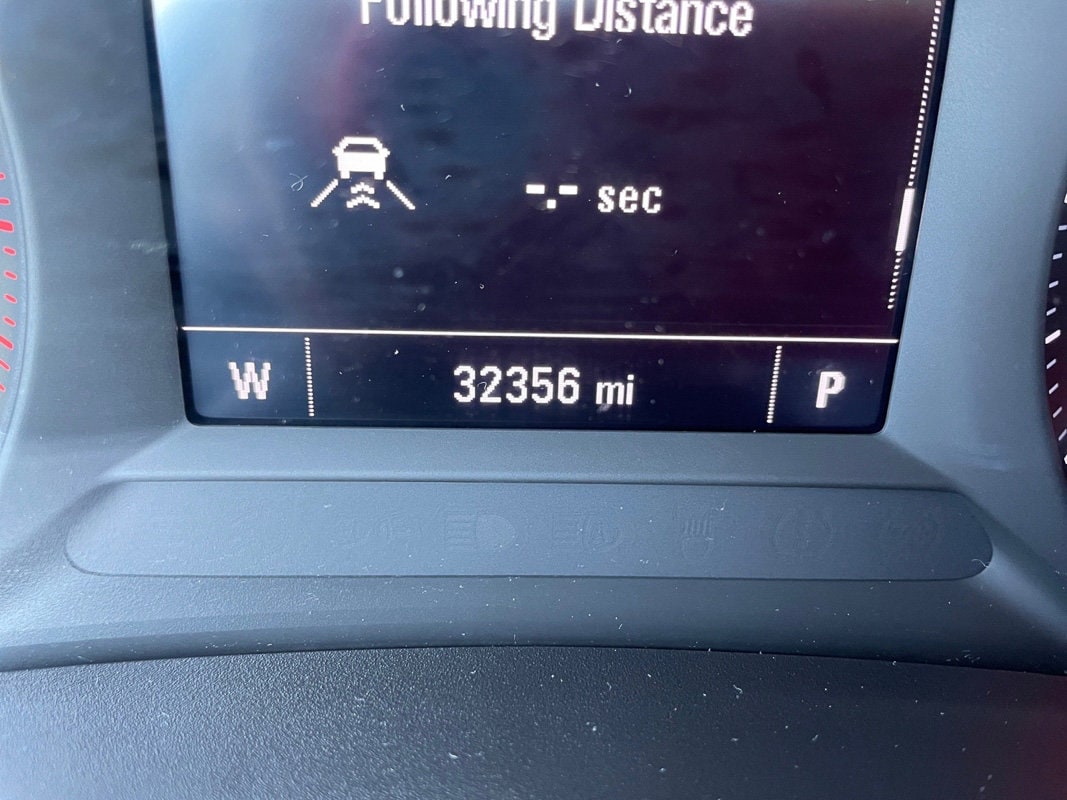 Following Distance
-.- sec
W 32356 mi P